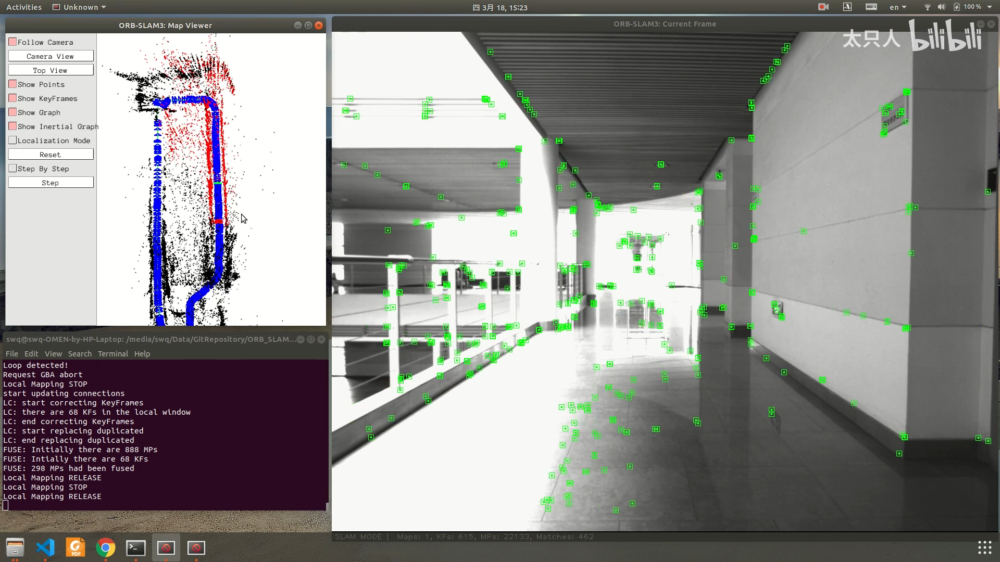 Activities
Unknown
四 3月 18, 15:23
en
100 %
ORB-SLAM3: Map Viewer
Follow Camera
Camera View
Top View
Show Points
Show KeyFrames
Show Graph
Show Inertial Graph
Localization Mode
Reset
Step By Step
Step
ORB-SLAM3: Current Frame
太只人 bilibili
SLAM MODE | Maps: 1, KFs: 615, MPs: 22133, Matches: 462
swq@swq-OMEN-by-HP-Laptop: /media/swq/Data/GitRepository/ORB_SLAM...
File Edit View Search Terminal Help
Loop detected!
Request GBA abort
Local Mapping STOP
start updating connections
LC: start correcting KeyFrames
LC: there are 68 KFs in the local window
LC: end correcting KeyFrames
LC: start replacing duplicated
LC: end replacing duplicated
FUSE: Initially there are 888 MPs
FUSE: Intially there are 68 KFs
FUSE: 298 MPs had been fused
Local Mapping RELEASE
Local Mapping STOP
Local Mapping RELEASE
PDF